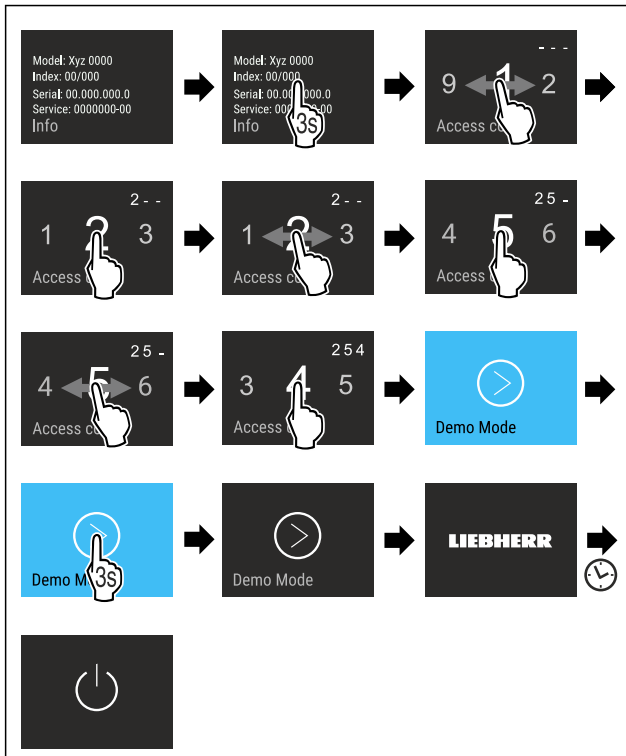 Model: Xyz 0000
Index: 00/000
Serial: 00.000.000.0
Service: 0000000-00
Info
Model: Xyz 0000
Index: 00/000
Serial: 00.
Service: 00
-00
Info
3s
- - -
9 1 2
Access
2 - -
1 2 3
Access
2 - -
1 2 3
Access
2 5 -
4 5 6
Access
2 5 -
4 5 6
Access
2 5 4
3 4 5
Access
Demo Mode
Demo M
3s
Demo Mode
LIEBHERR